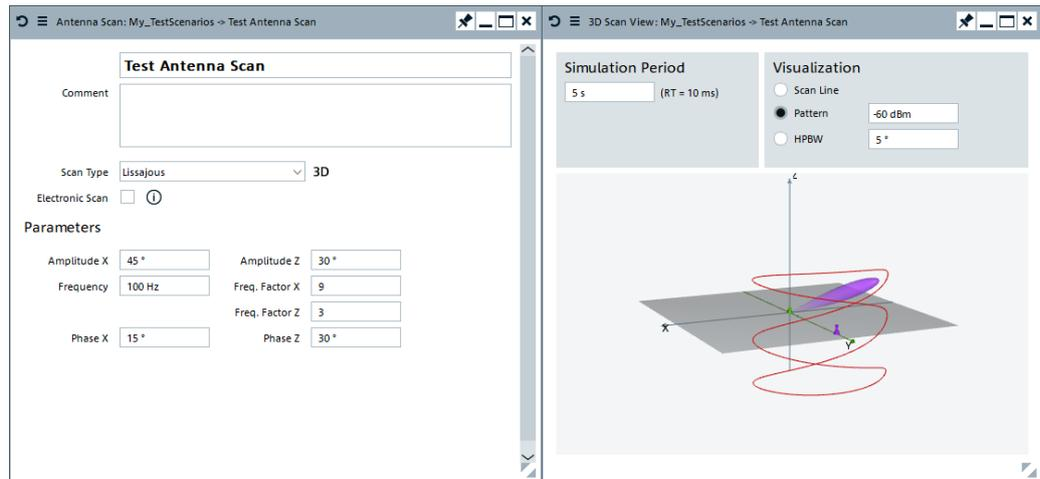 Antenna Scan: My_TestScenarios -> Test Antenna Scan
Test Antenna Scan
Comment
Scan Type Lissajous 3D
Electronic Scan
Parameters
Amplitude X 45 ° Amplitude Z 30 °
Frequency 100 Hz Freq. Factor X 9
Freq. Factor Z 3
Phase X 15 ° Phase Z 30 °
3D Scan View: My_TestScenarios -> Test Antenna Scan
Simulation Period
5 s (RT = 10 ms)
Visualization
Scan Line
Pattern -60 dBm
HPBW 5 °
Z
X
Y